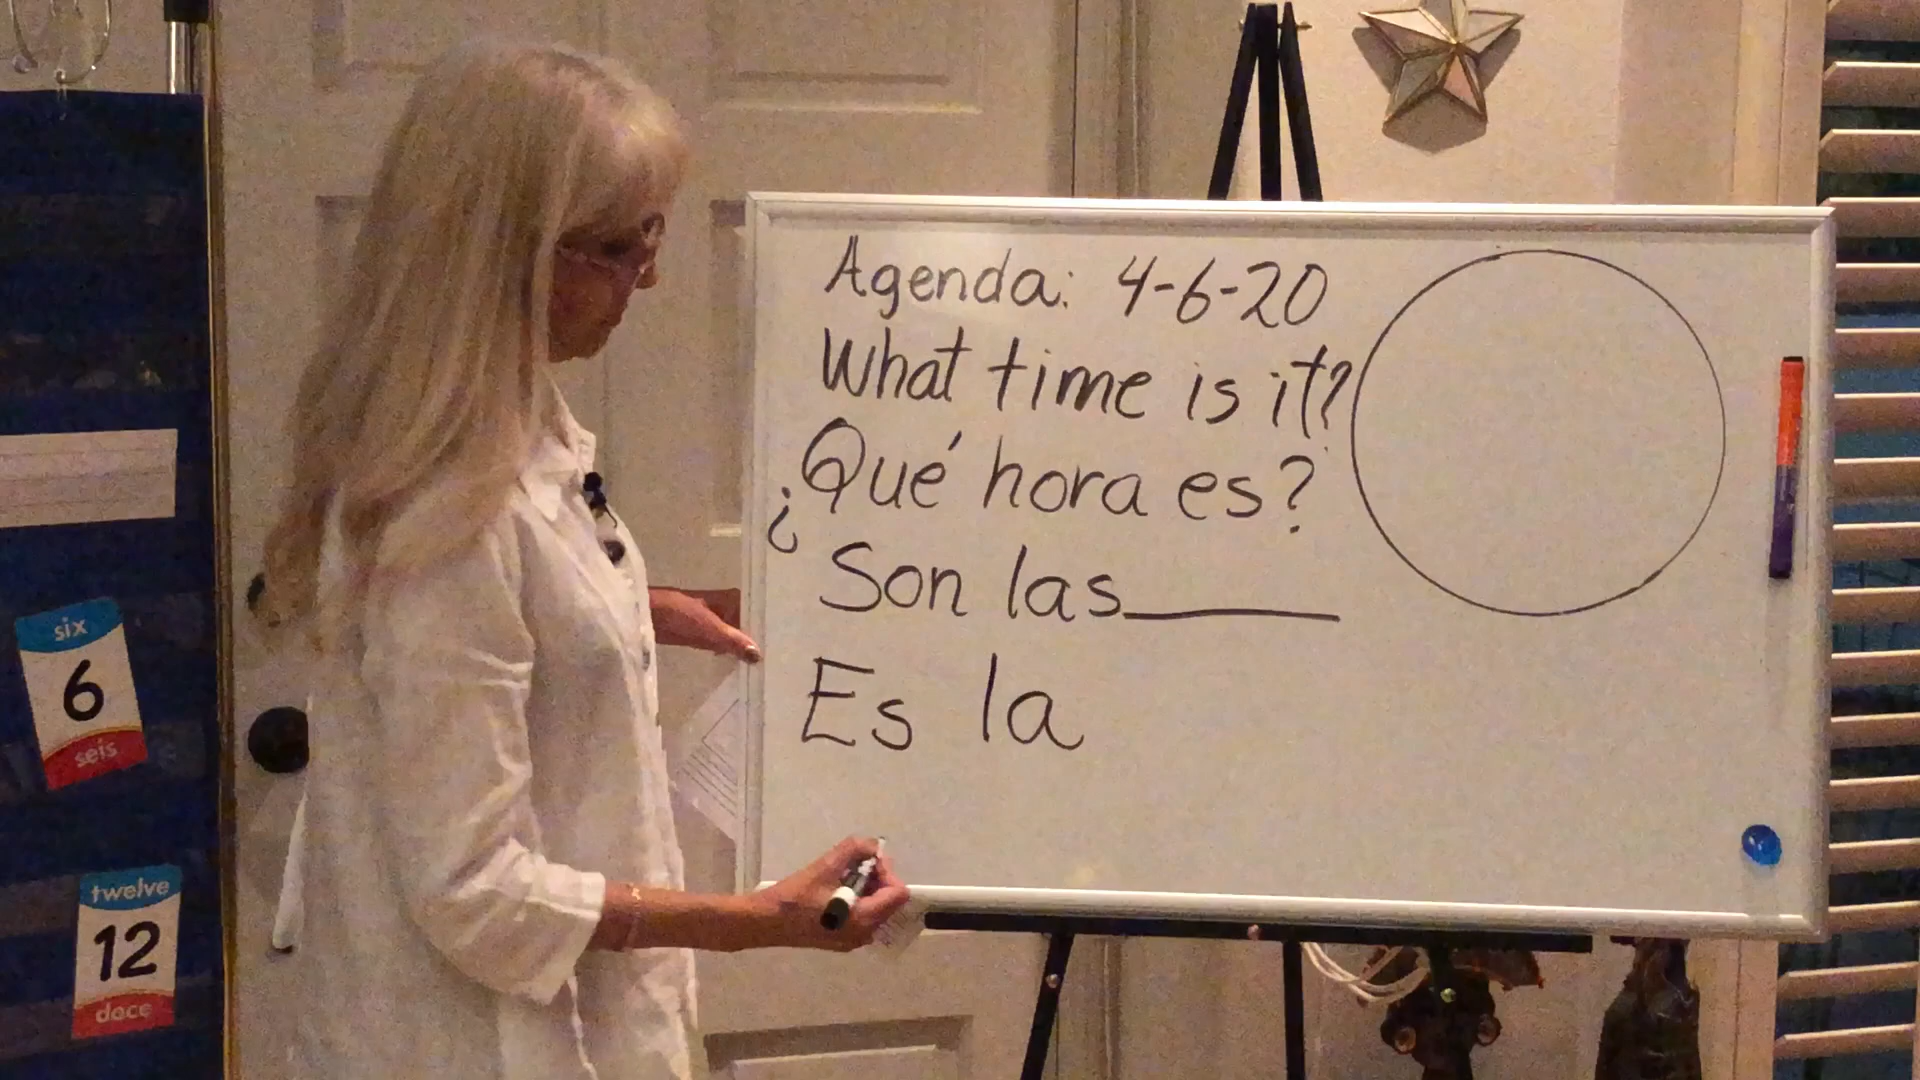 Agenda: 4-6-20
What time is it?
¿Qué hora es?
Son las
Es la
six
6
seis
twelve
12
doce